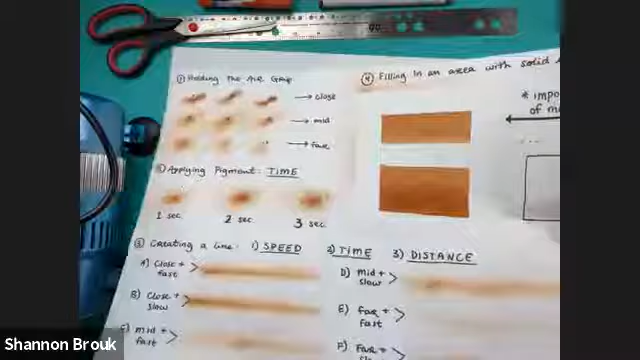 ① Holding the Air Gap
→ close
→ mid
→ far
② Applying Pigment: TIME
1 sec
2 sec
3 sec
③ Creating a line: 1) SPEED 2) TIME 3) DISTANCE
A) Close + fast >
B) Close + slow >
C) mid + fast >
D) mid + slow >
E) far + fast >
F) Far +
④ Filling in an area with solid
* impo
of m
Shannon Brouk